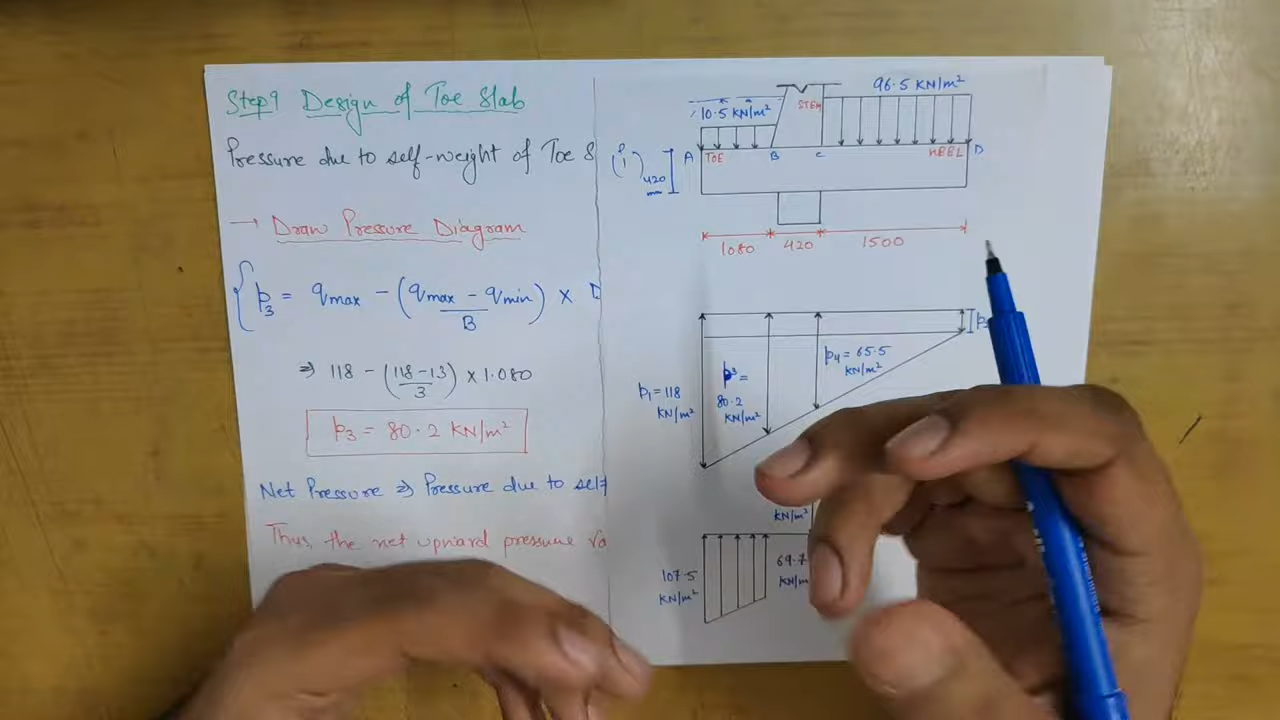 Step9 Design of Toe Slab
Pressure due to self-weight of Toe S
→ Draw Pressure Diagram
p3 = qmax - (qmax - qmin / B) ×
⇒ 118 - (118-13 / 3) × 1.080
p3 = 80.2 KN/m²
Net Pressure ⇒ Pressure due to self
Thus, the net upward pressure va
96.5 KN/m²
10.5 KN/m²
STEM
A TOE B C HEEL D
(i)
420
mm
1080 420 1500
p1 = 118
KN/m²
p3 =
80.2
KN/m²
p4 = 65.5
KN/m²
KN/m²
107.5
KN/m²
69.7